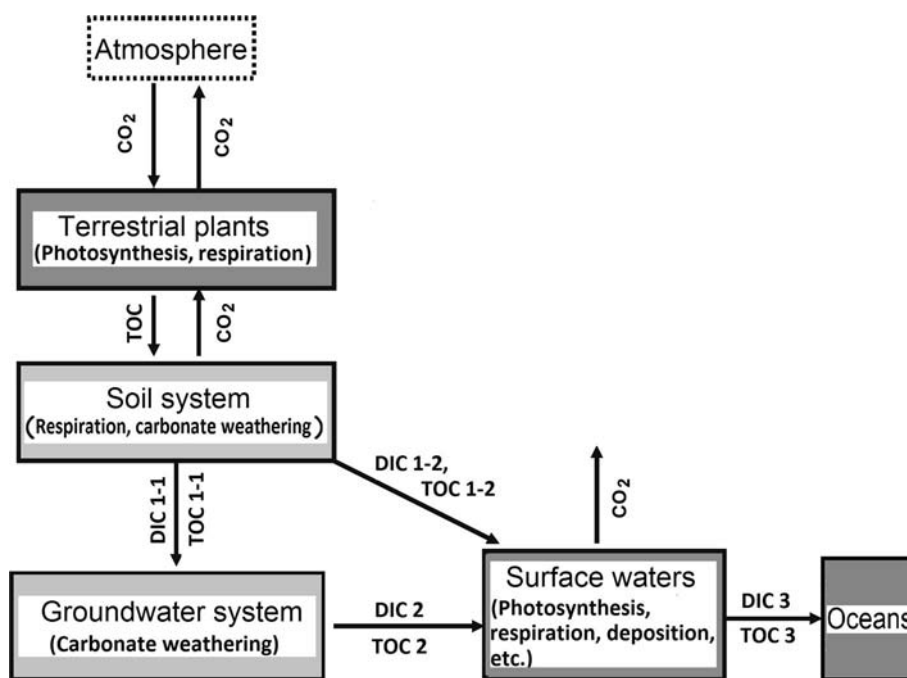 Atmosphere
CO₂
CO₂
Terrestrial plants
(Photosynthesis, respiration)
TOC
CO₂
Soil system
(Respiration, carbonate weathering)
DIC 1-1
TOC 1-1
DIC 1-2,
TOC 1-2
CO₂
Groundwater system
(Carbonate weathering)
DIC 2
TOC 2
Surface waters
(Photosynthesis,
respiration, deposition,
etc.)
DIC 3
TOC 3
Oceans